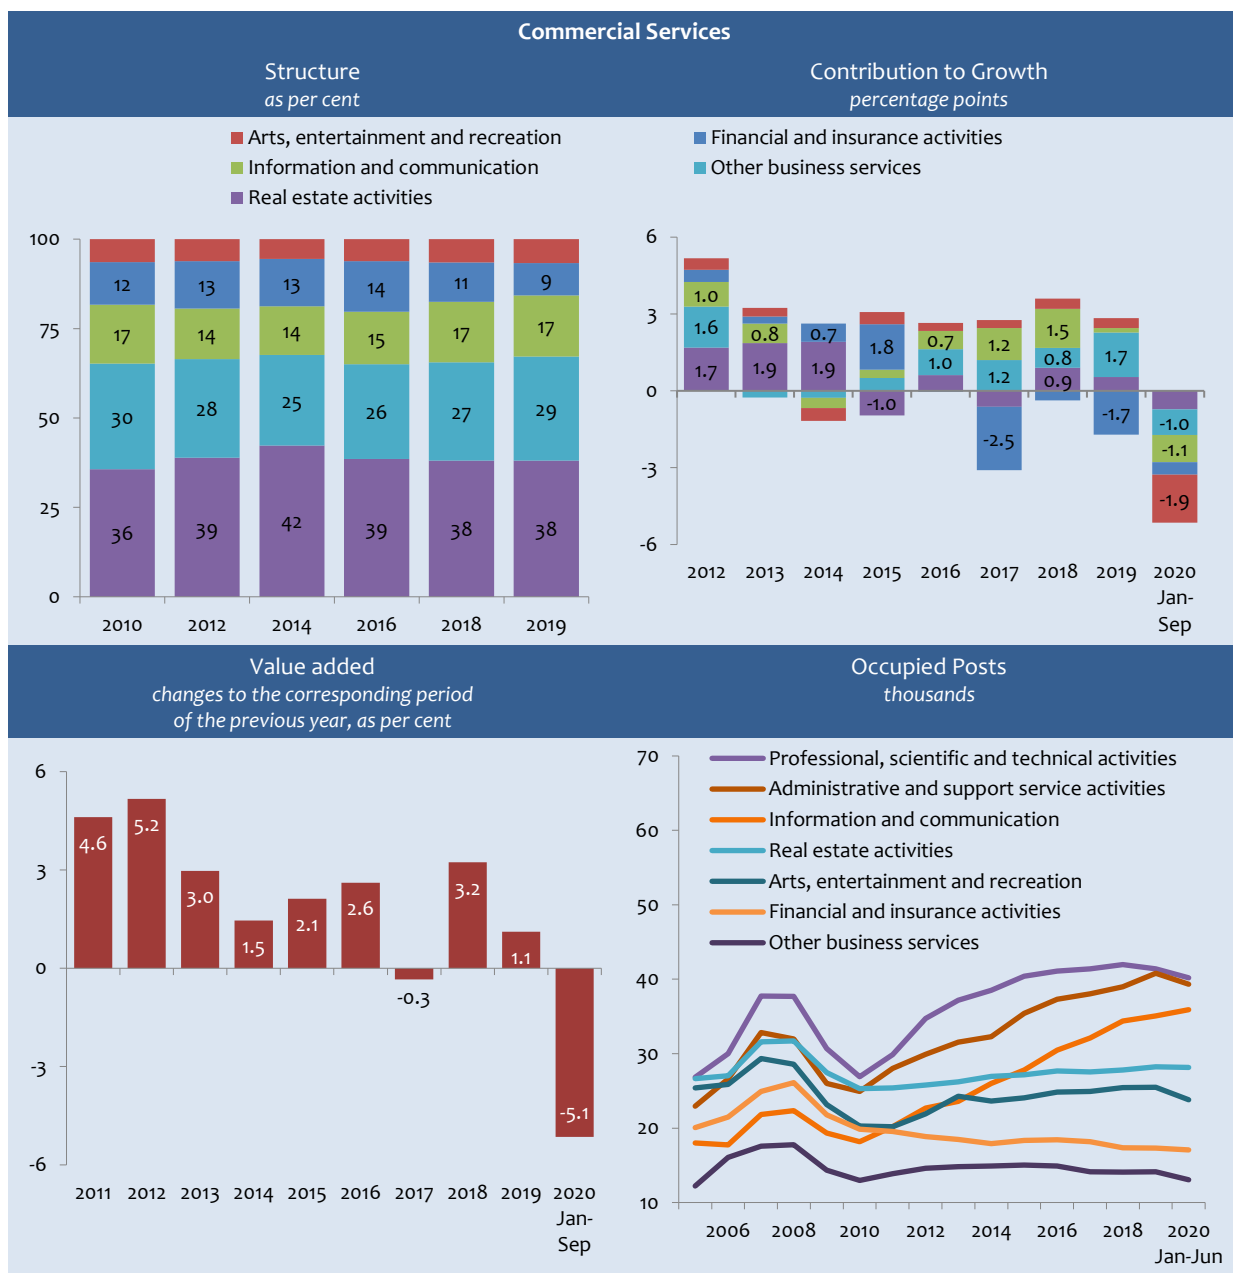 Commercial Services
Structure
as per cent
Contribution to Growth
percentage points
Arts, entertainment and recreation
Information and communication
Real estate activities
Financial and insurance activities
Other business services
100
75
50
25
0
12 13 13 14 11 9
17 14 14 15 17 17
30 28 25 26 27 29
36 39 42 39 38 38
2010 2012 2014 2016 2018 2019
6
3
0
-3
-6
1.0 0.8 0.7 1.8 0.7 1.2 1.5 1.7
1.6 1.0 1.2 0.8
1.7 1.9 1.9 -1.0 0.9
-2.5 -1.7 -1.0
-1.1
-1.9
2012 2013 2014 2015 2016 2017 2018 2019 2020
Jan-
Sep
Value added
changes to the corresponding period
of the previous year, as per cent
Occupied Posts
thousands
6
3
0
-3
-6
4.6 5.2 3.0 1.5 2.1 2.6 -0.3 3.2 1.1 -5.1
2011 2012 2013 2014 2015 2016 2017 2018 2019 2020
Jan-
Sep
70
60
50
40
30
20
10
Professional, scientific and technical activities
Administrative and support service activities
Information and communication
Real estate activities
Arts, entertainment and recreation
Financial and insurance activities
Other business services
2006 2008 2010 2012 2014 2016 2018 2020
Jan-Jun